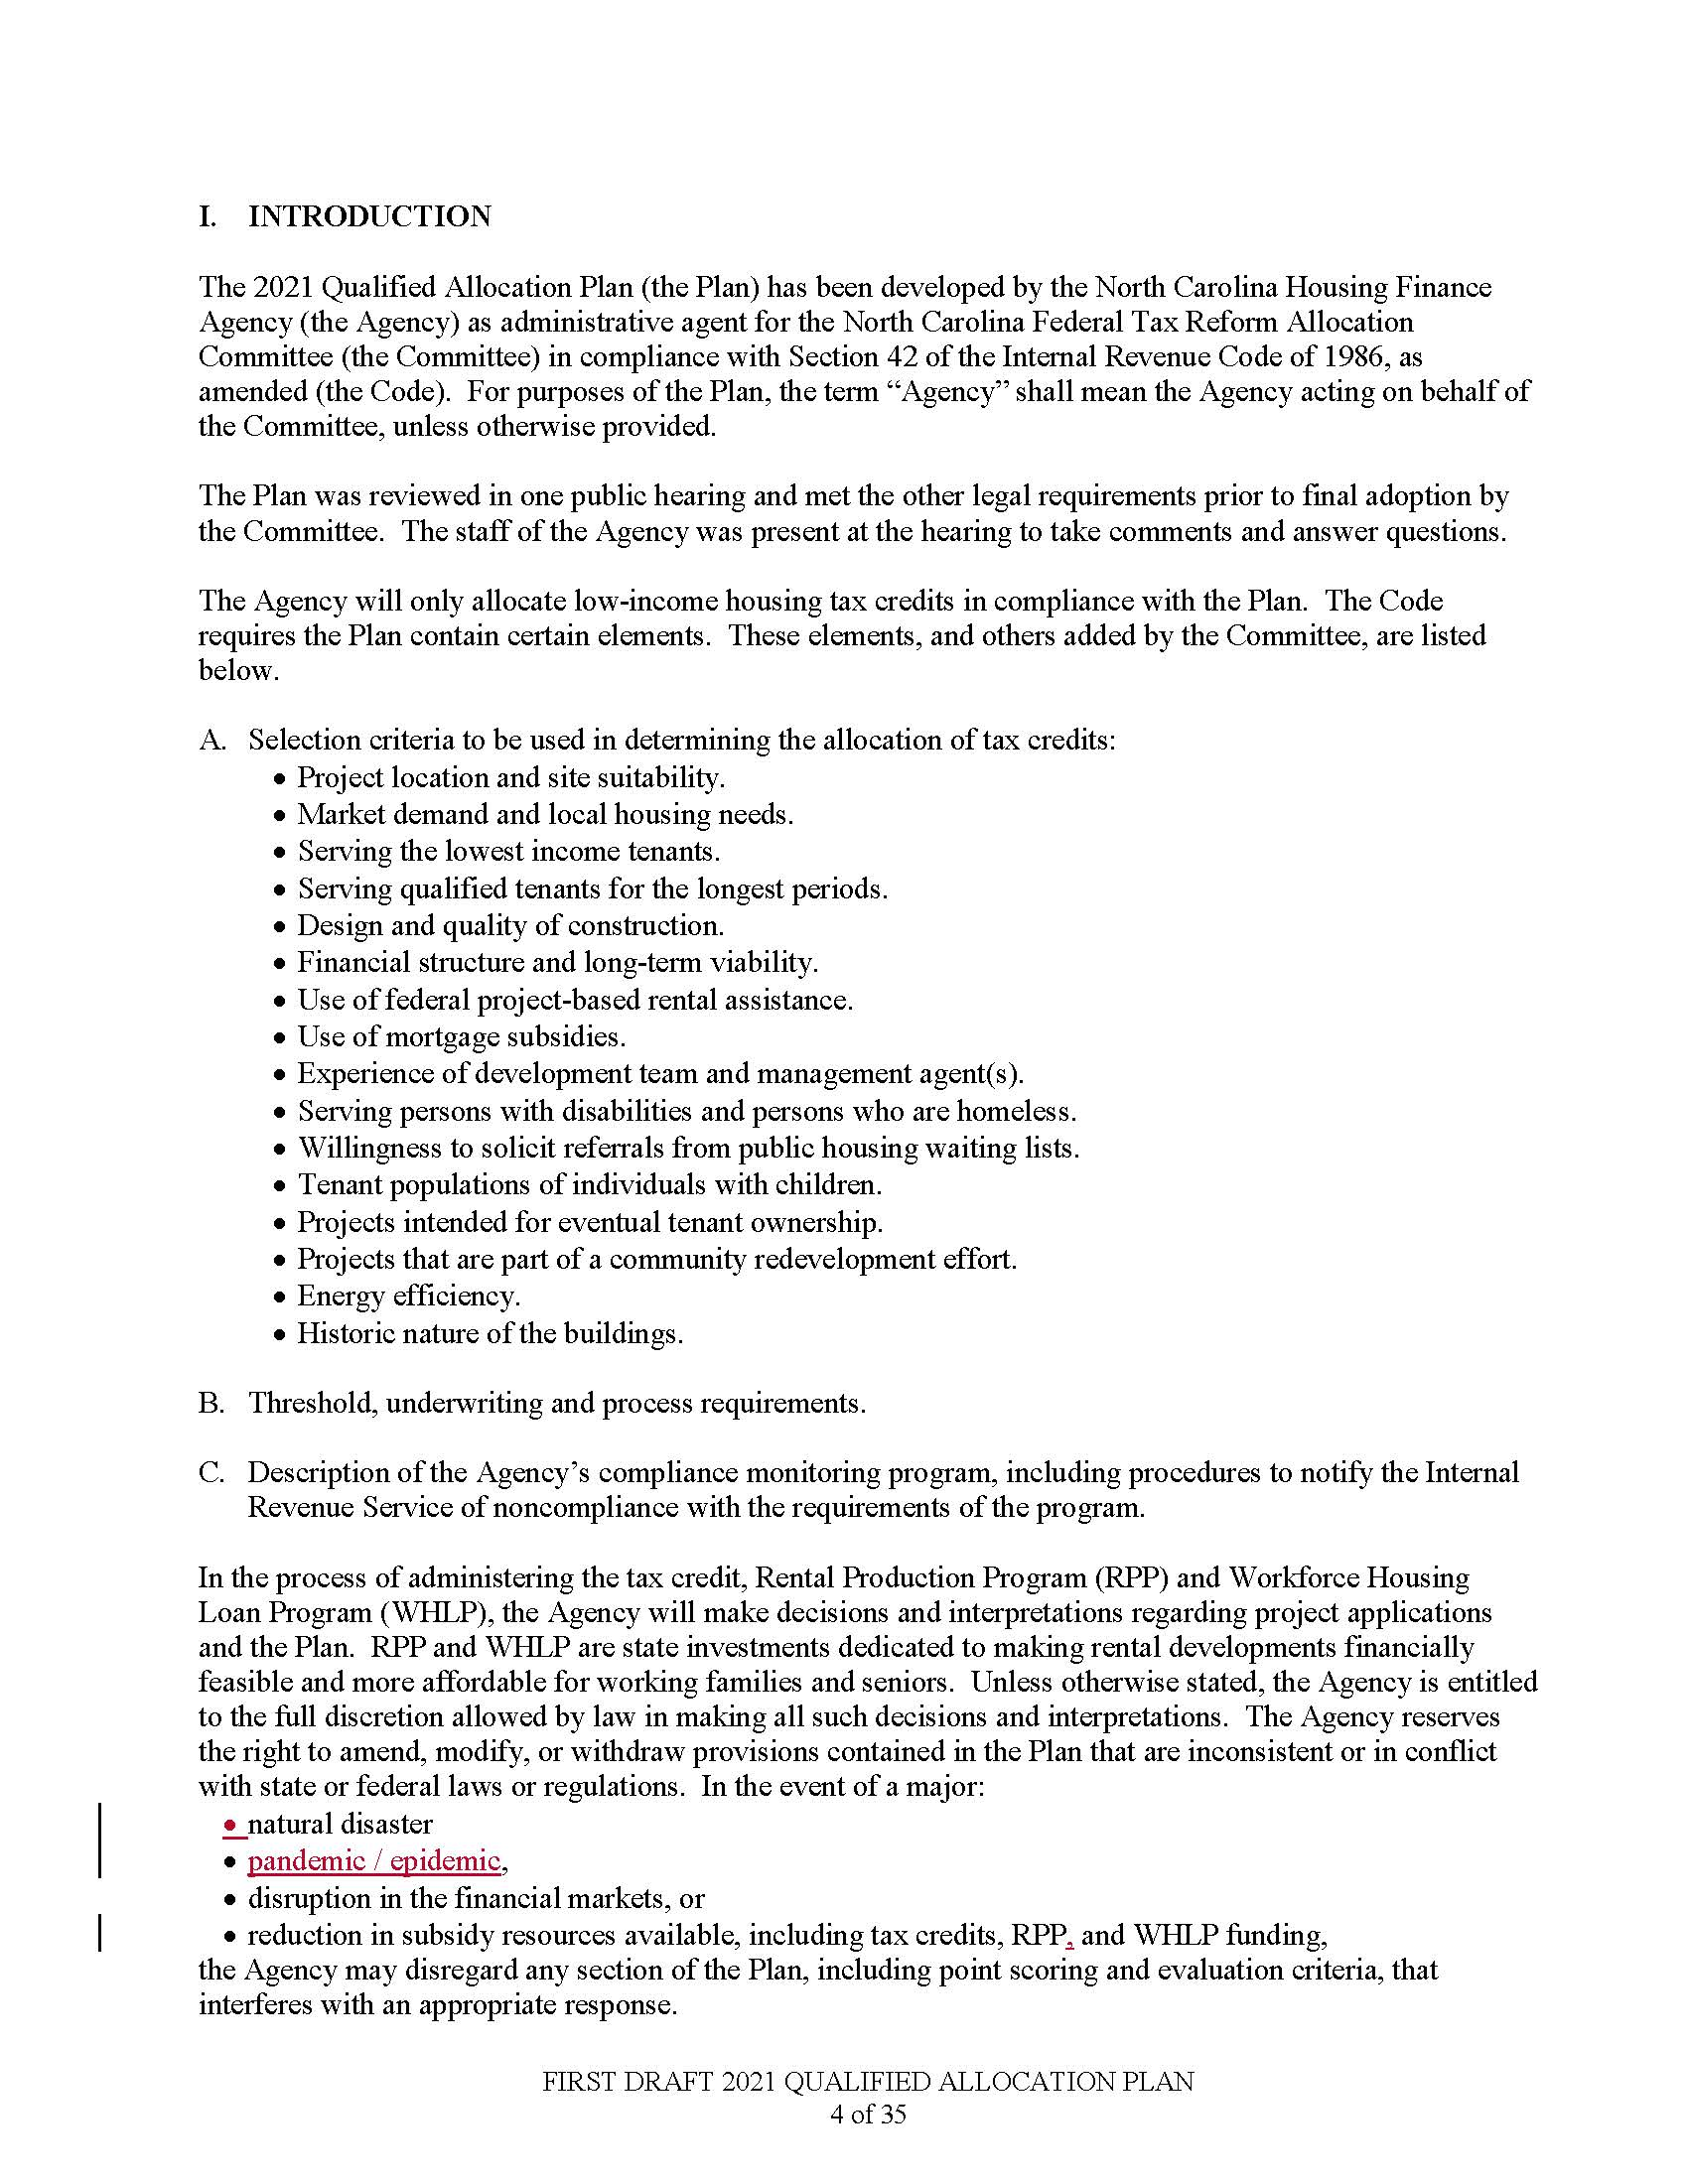 I. INTRODUCTION
The 2021 Qualified Allocation Plan (the Plan) has been developed by the North Carolina Housing Finance
Agency (the Agency) as administrative agent for the North Carolina Federal Tax Reform Allocation
Committee (the Committee) in compliance with Section 42 of the Internal Revenue Code of 1986, as
amended (the Code).  For purposes of the Plan, the term “Agency” shall mean the Agency acting on behalf of
the Committee, unless otherwise provided.
The Plan was reviewed in one public hearing and met the other legal requirements prior to final adoption by
the Committee.  The staff of the Agency was present at the hearing to take comments and answer questions.
The Agency will only allocate low-income housing tax credits in compliance with the Plan.  The Code
requires the Plan contain certain elements.  These elements, and others added by the Committee, are listed
below.
A. Selection criteria to be used in determining the allocation of tax credits:
• Project location and site suitability.
• Market demand and local housing needs.
• Serving the lowest income tenants.
• Serving qualified tenants for the longest periods.
• Design and quality of construction.
• Financial structure and long-term viability.
• Use of federal project-based rental assistance.
• Use of mortgage subsidies.
• Experience of development team and management agent(s).
• Serving persons with disabilities and persons who are homeless.
• Willingness to solicit referrals from public housing waiting lists.
• Tenant populations of individuals with children.
• Projects intended for eventual tenant ownership.
• Projects that are part of a community redevelopment effort.
• Energy efficiency.
• Historic nature of the buildings.
B. Threshold, underwriting and process requirements.
C. Description of the Agency’s compliance monitoring program, including procedures to notify the Internal
Revenue Service of noncompliance with the requirements of the program.
In the process of administering the tax credit, Rental Production Program (RPP) and Workforce Housing
Loan Program (WHLP), the Agency will make decisions and interpretations regarding project applications
and the Plan.  RPP and WHLP are state investments dedicated to making rental developments financially
feasible and more affordable for working families and seniors.  Unless otherwise stated, the Agency is entitled
to the full discretion allowed by law in making all such decisions and interpretations.  The Agency reserves
the right to amend, modify, or withdraw provisions contained in the Plan that are inconsistent or in conflict
with state or federal laws or regulations.  In the event of a major:
• natural disaster
• pandemic / epidemic,
• disruption in the financial markets, or
• reduction in subsidy resources available, including tax credits, RPP, and WHLP funding,
the Agency may disregard any section of the Plan, including point scoring and evaluation criteria, that
interferes with an appropriate response.
FIRST DRAFT 2021 QUALIFIED ALLOCATION PLAN
4 of 35